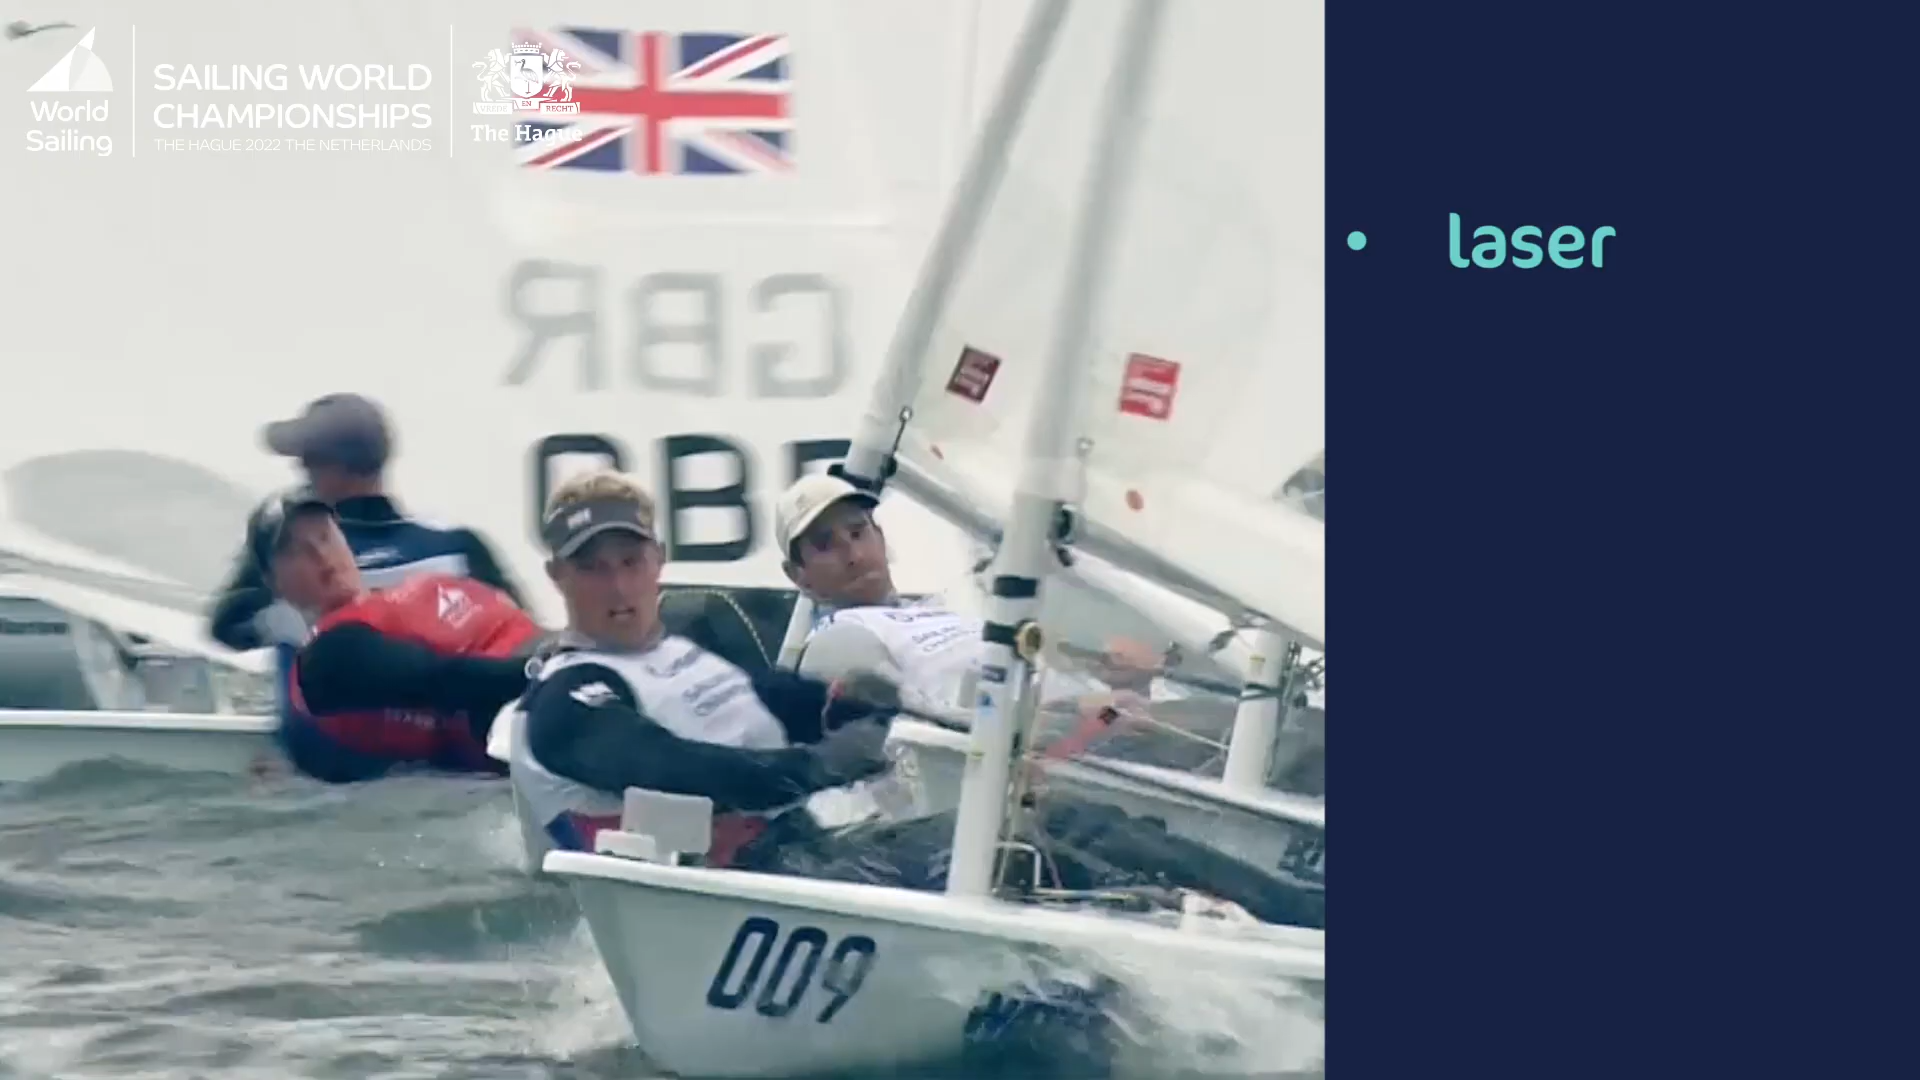 World
Sailing
SAILING WORLD
CHAMPIONSHIPS
THE HAGUE 2022 THE NETHERLANDS
VREDE EN RECHT
The Hague
• laser
GBR
GBR
009